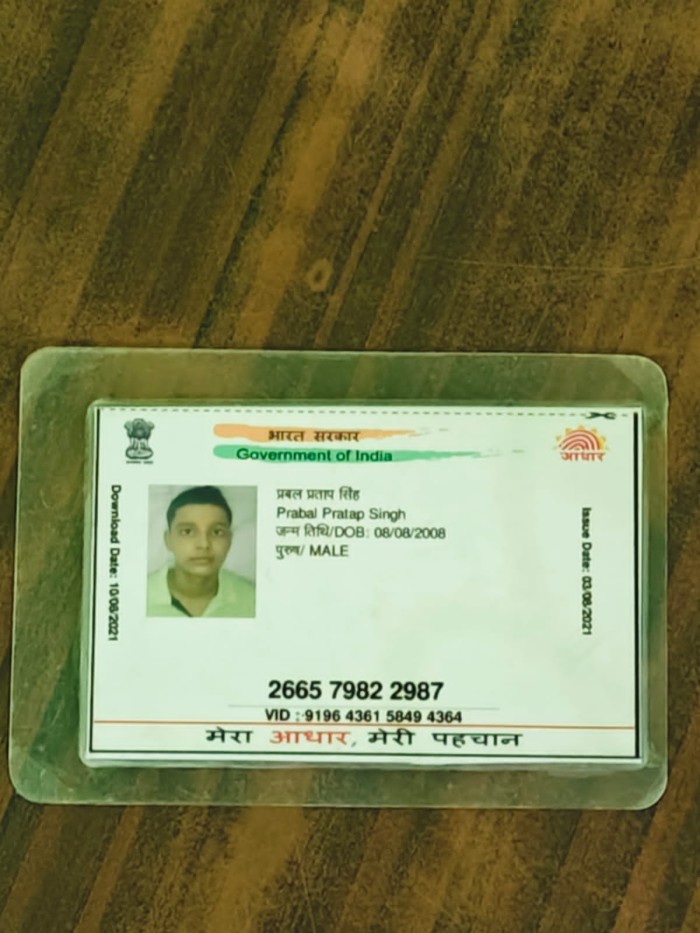 भारत सरकार
Government of India
आधार
Download Date: 10/08/2021
प्रबल प्रताप सिंह
Prabal Pratap Singh
जन्म तिथि/DOB: 08/08/2008
पुरुष/ MALE
Issue Date: 03/08/2021
2665 7982 2987
VID : 9196 4361 5849 4364
मेरा आधार, मेरी पहचान